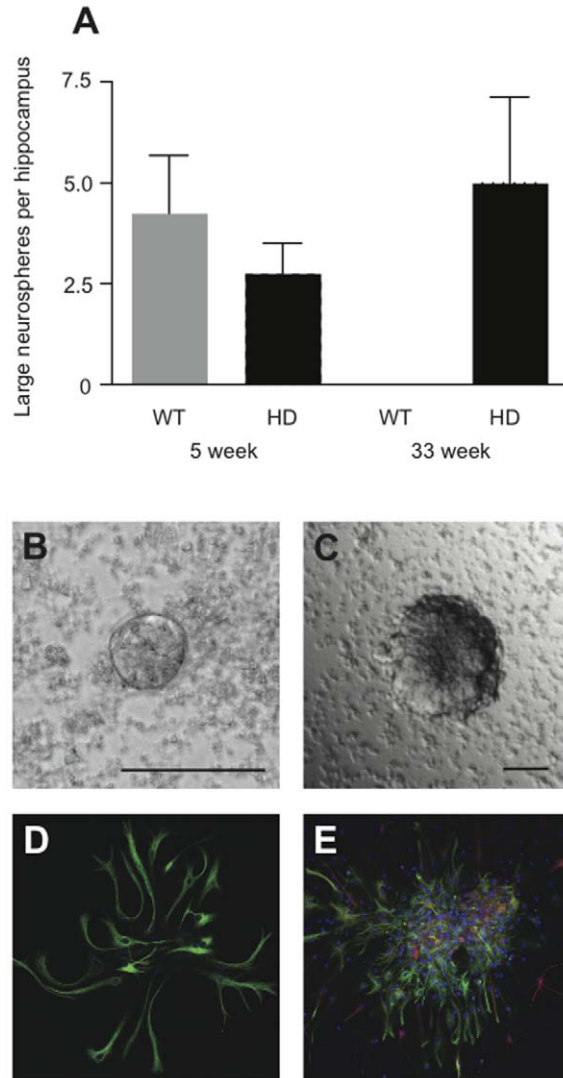 A
Large neurospheres per hippocampus
7.5
5.0
2.5
0
WT HD WT HD
5 week 33 week
B
C
D
E